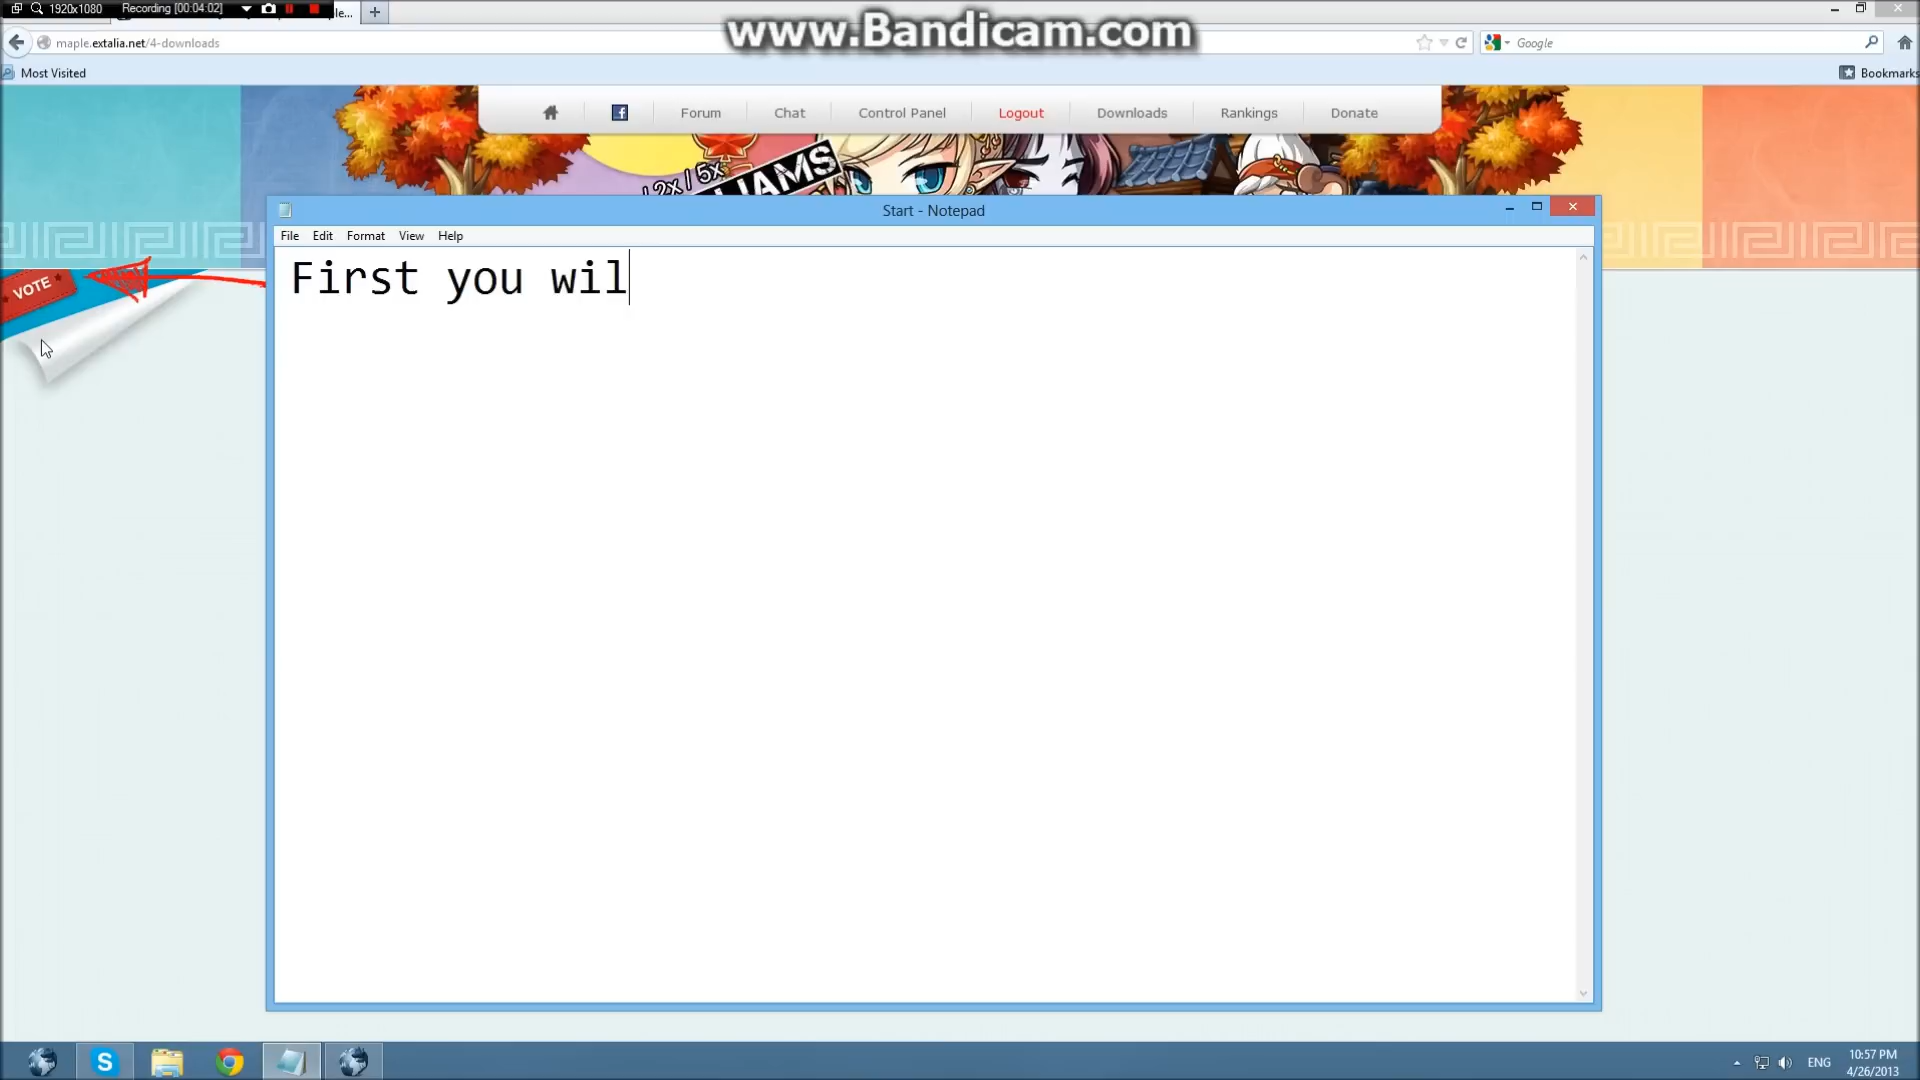 1920x1080 Recording [00:04:02]
le...
www.Bandicam.com
maple.extalia.net/4-downloads
Google
Most Visited
Bookmarks
Forum Chat Control Panel Logout Downloads Rankings Donate
/ 2x / 5x
Start - Notepad
File Edit Format View Help
VOTE
First you wil
ENG
10:57 PM
4/26/2013